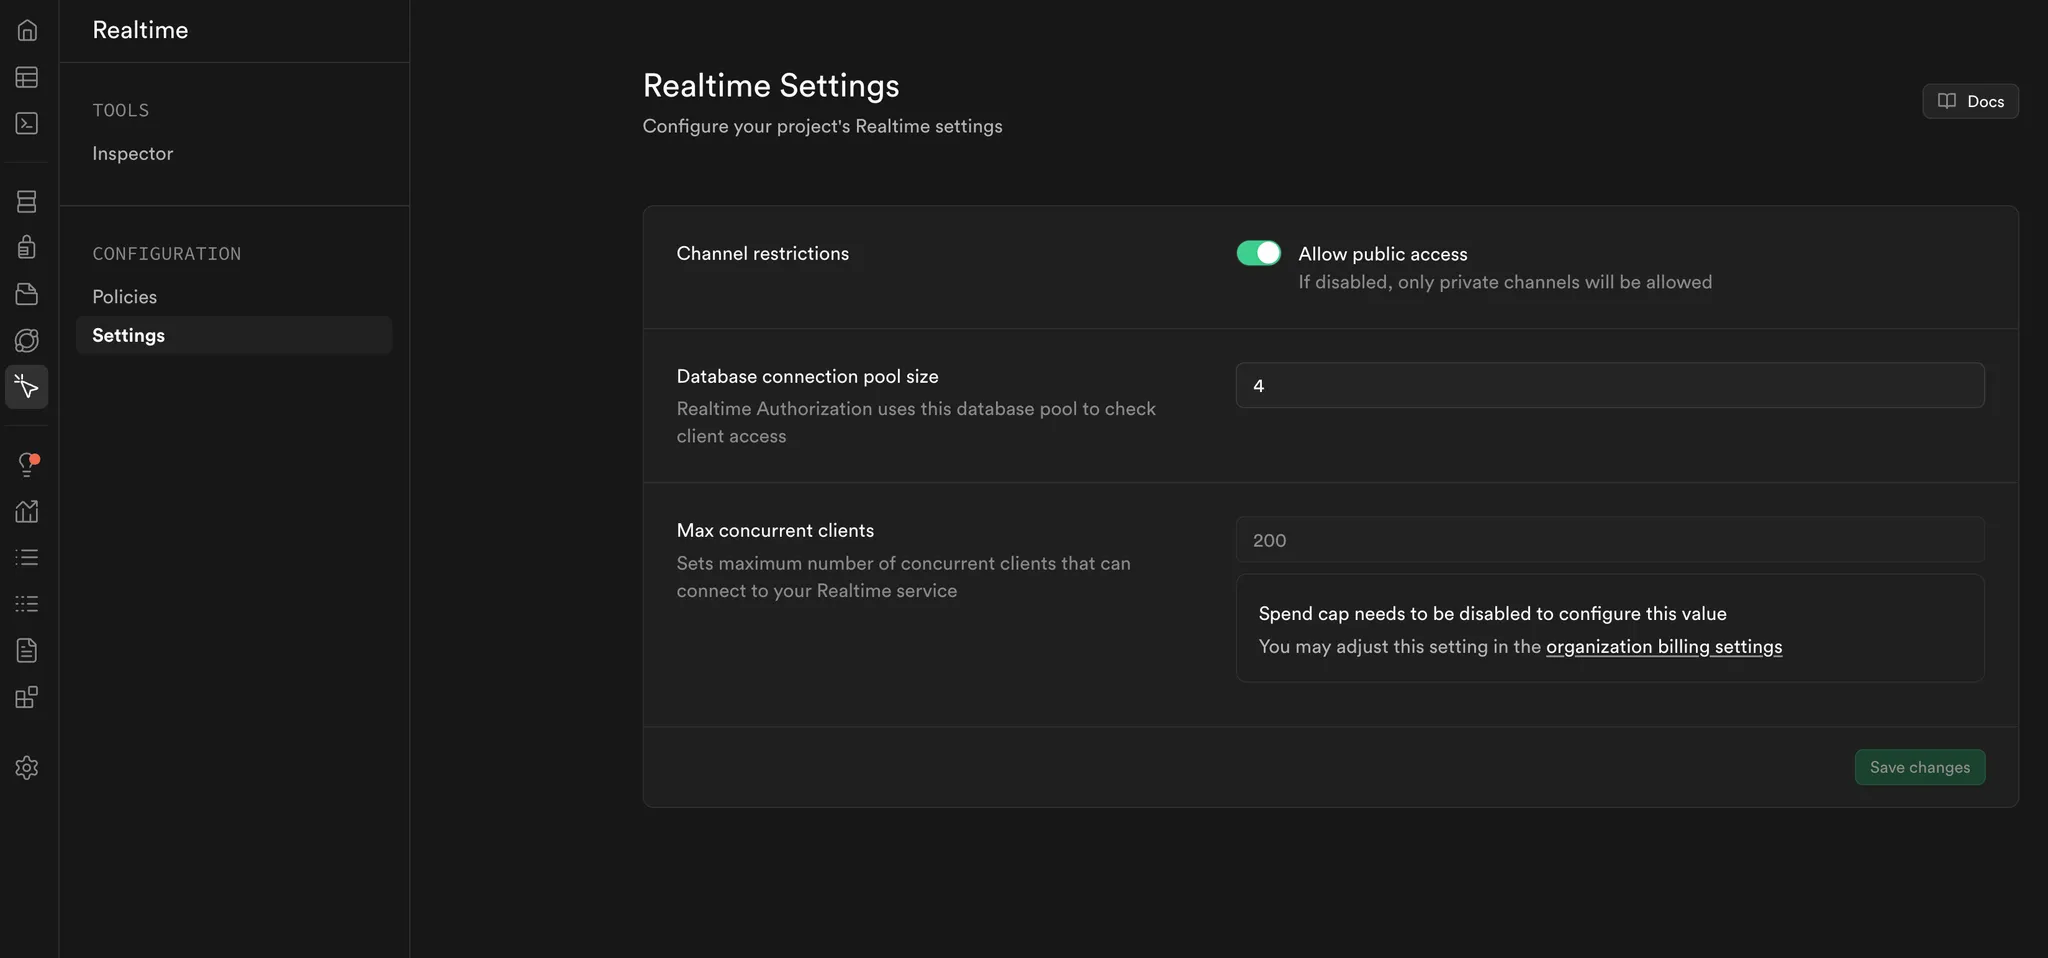 Realtime
TOOLS
Inspector
CONFIGURATION
Policies
Settings
Realtime Settings
Configure your project's Realtime settings
Docs
Channel restrictions
Allow public access
If disabled, only private channels will be allowed
Database connection pool size
Realtime Authorization uses this database pool to check
client access
4
Max concurrent clients
Sets maximum number of concurrent clients that can
connect to your Realtime service
200
Spend cap needs to be disabled to configure this value
You may adjust this setting in the organization billing settings
Save changes